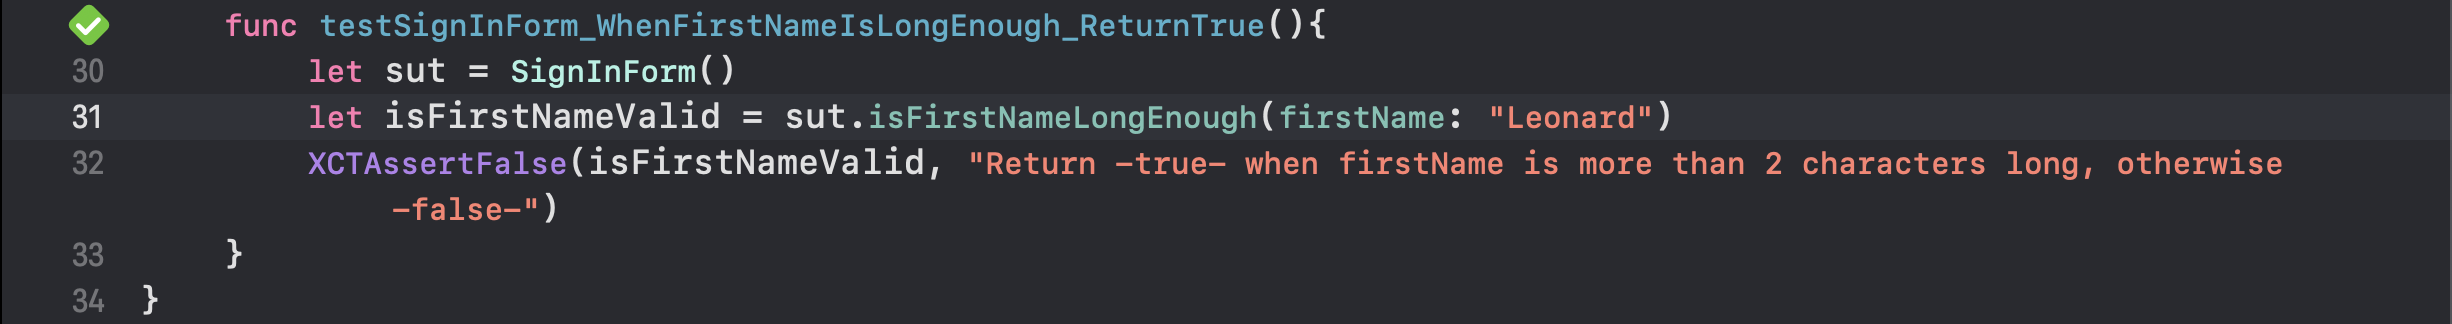 func testSignInForm_WhenFirstNameIsLongEnough_ReturnTrue(){
30 let sut = SignInForm()
31 let isFirstNameValid = sut.isFirstNameLongEnough(firstName: "Leonard")
32 XCTAssertFalse(isFirstNameValid, "Return -true- when firstName is more than 2 characters long, otherwise
-false-")
33 }
34 }